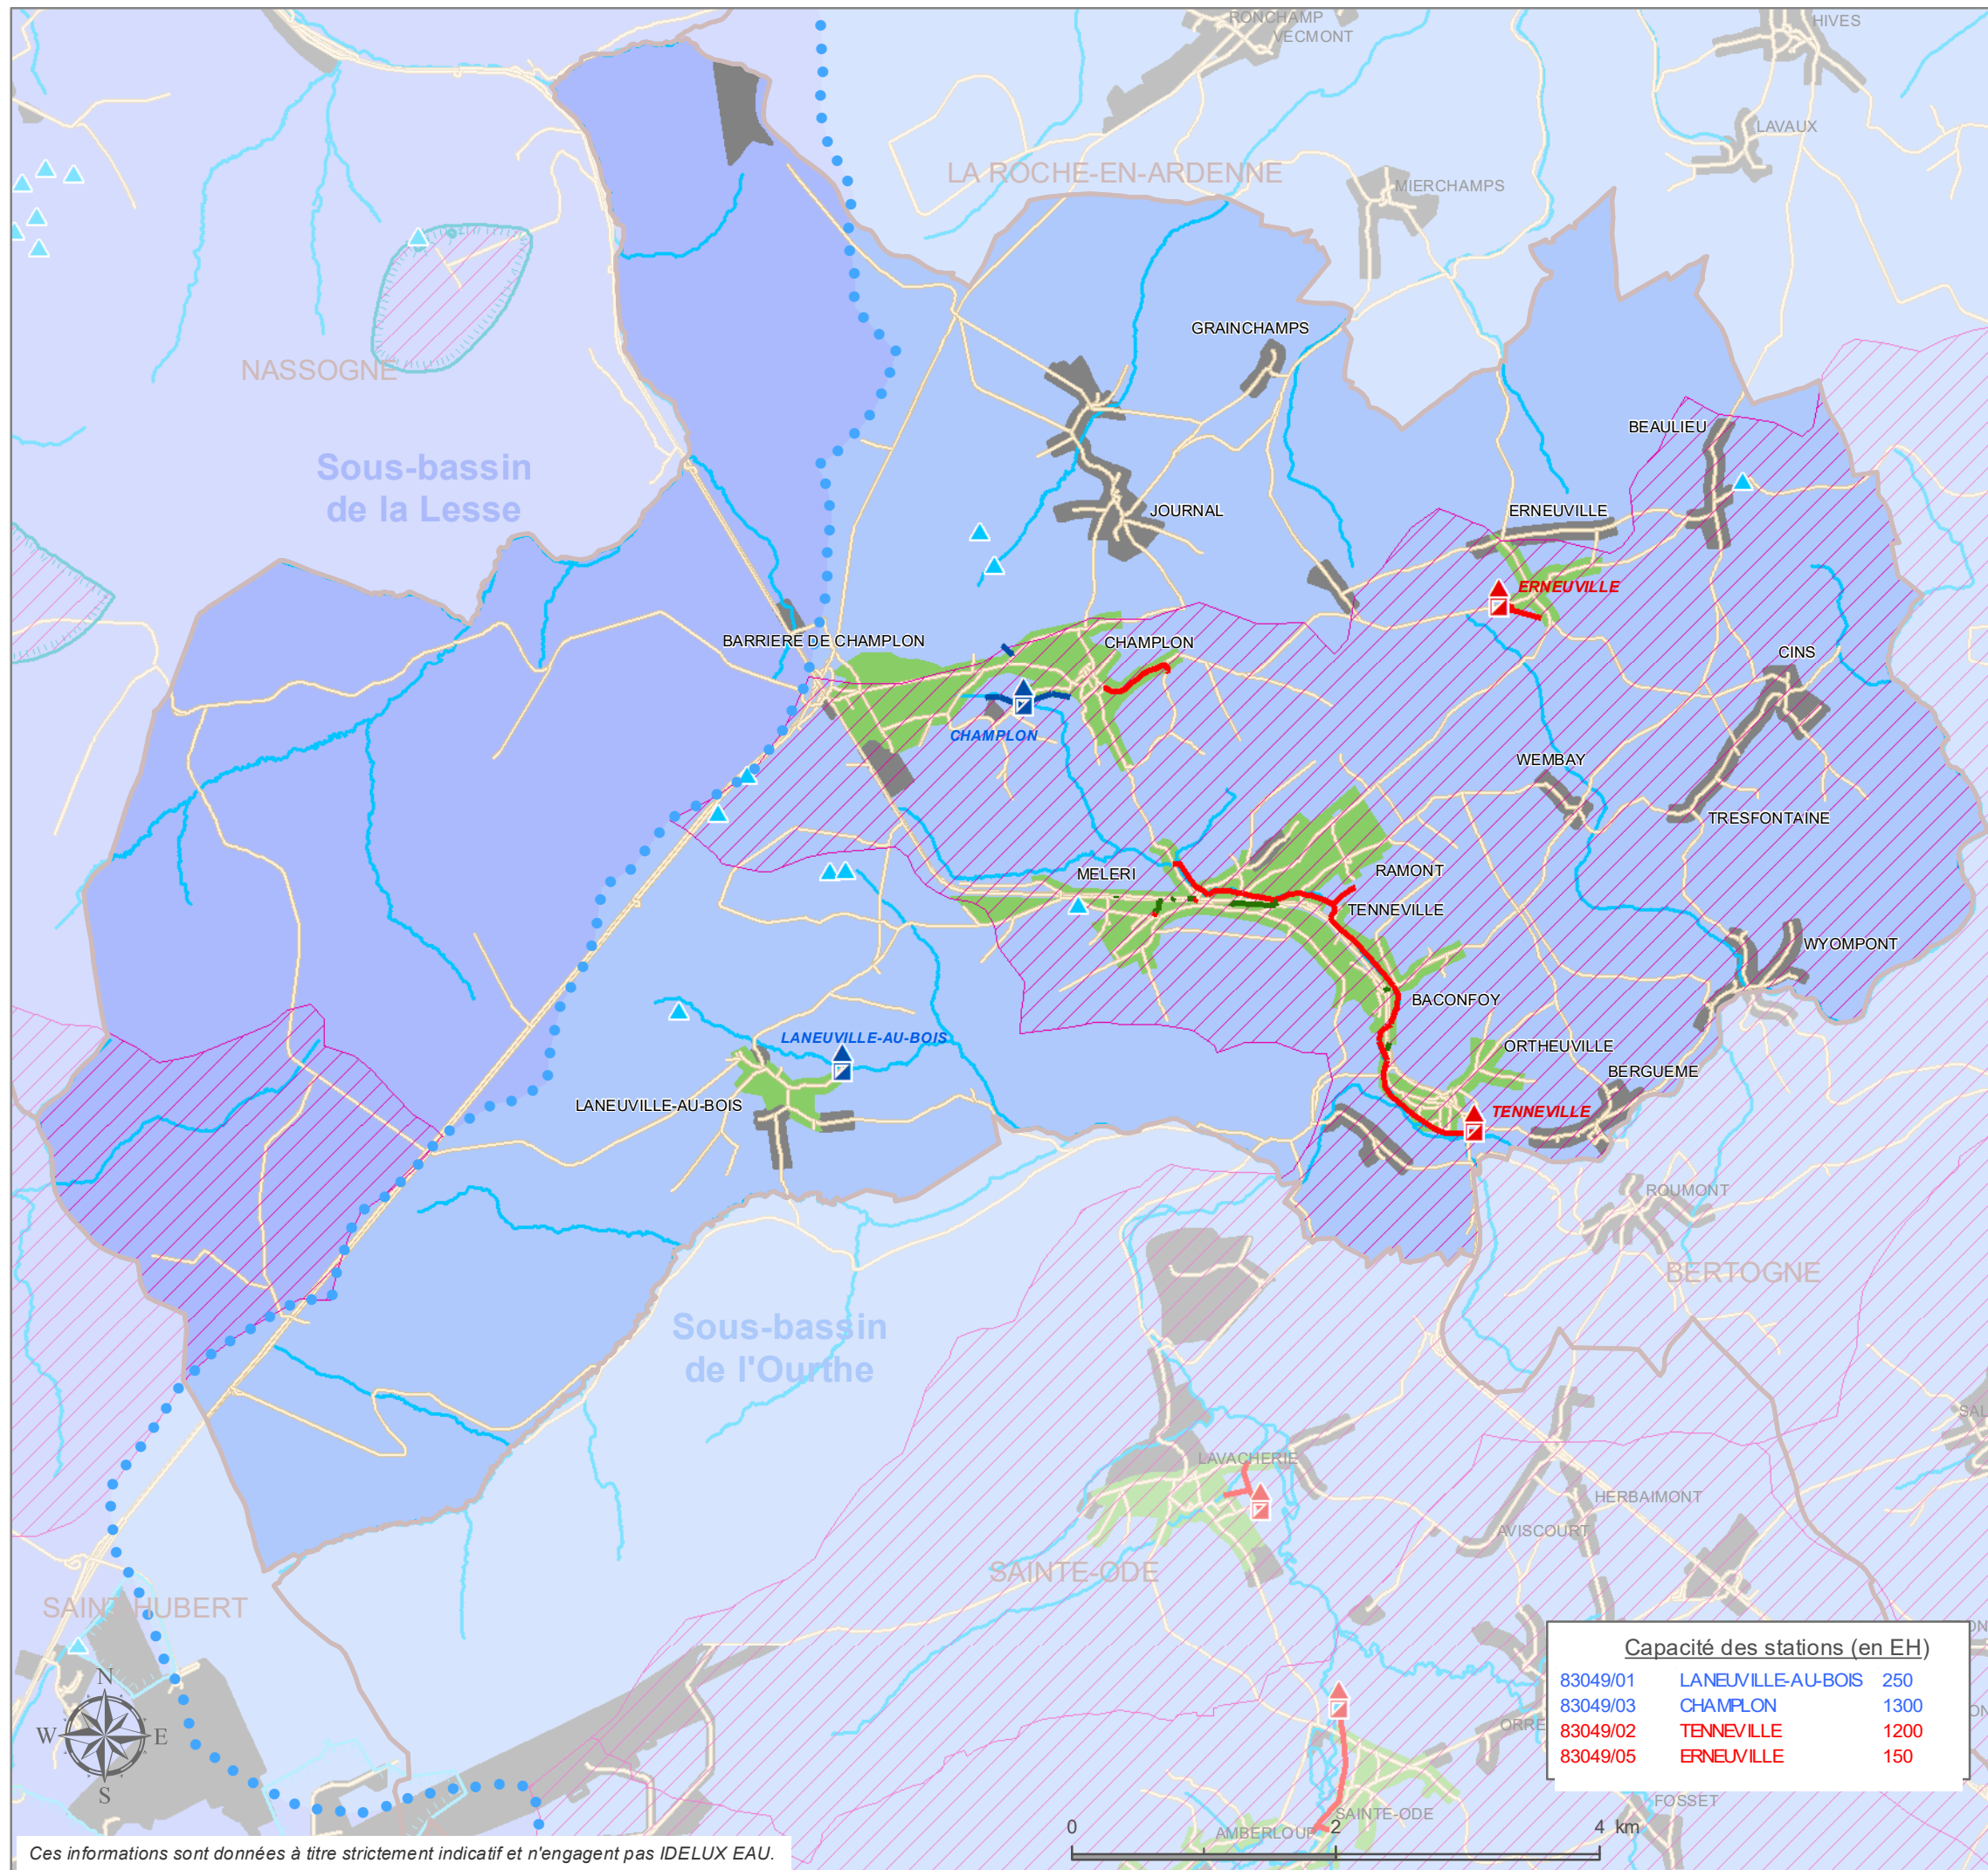 RONCHAMP
VECMONT
HIVES
LAVAUX
LA ROCHE-EN-ARDENNE
MIERCHAMPS
GRAINCHAMPS
NASSOGNE
BEAULIEU
Sous-bassin
de la Lesse
JOURNAL
ERNEUVILLE
ERNEUVILLE
BARRIERE DE CHAMPLON
CHAMPLON
CINS
CHAMPLON
WEMBAY
TRESFONTAINE
MELERI
RAMONT
TENNEVILLE
WYOMPONT
BACONFOY
LANEUVILLE-AU-BOIS
ORTHEUVILLE
BERGUEME
LANEUVILLE-AU-BOIS
TENNEVILLE
ROUMONT
BERTOGNE
Sous-bassin
de l'Ourthe
SAL
LAVACHERIE
HERBAIMONT
AVISCOURT
SAINTE-ODE
SAINT-HUBERT
Capacité des stations (en EH)
83049/01 LANEUVILLE-AU-BOIS 250
83049/03 CHAMPLON 1300
83049/02 TENNEVILLE 1200
83049/05 ERNEUVILLE 150
ORRE
ON
ON
N
W E
S
FOSSET
SAINTE-ODE
AMBERLOUP
0 2 4 km
Ces informations sont données à titre strictement indicatif et n'engagent pas IDELUX EAU.